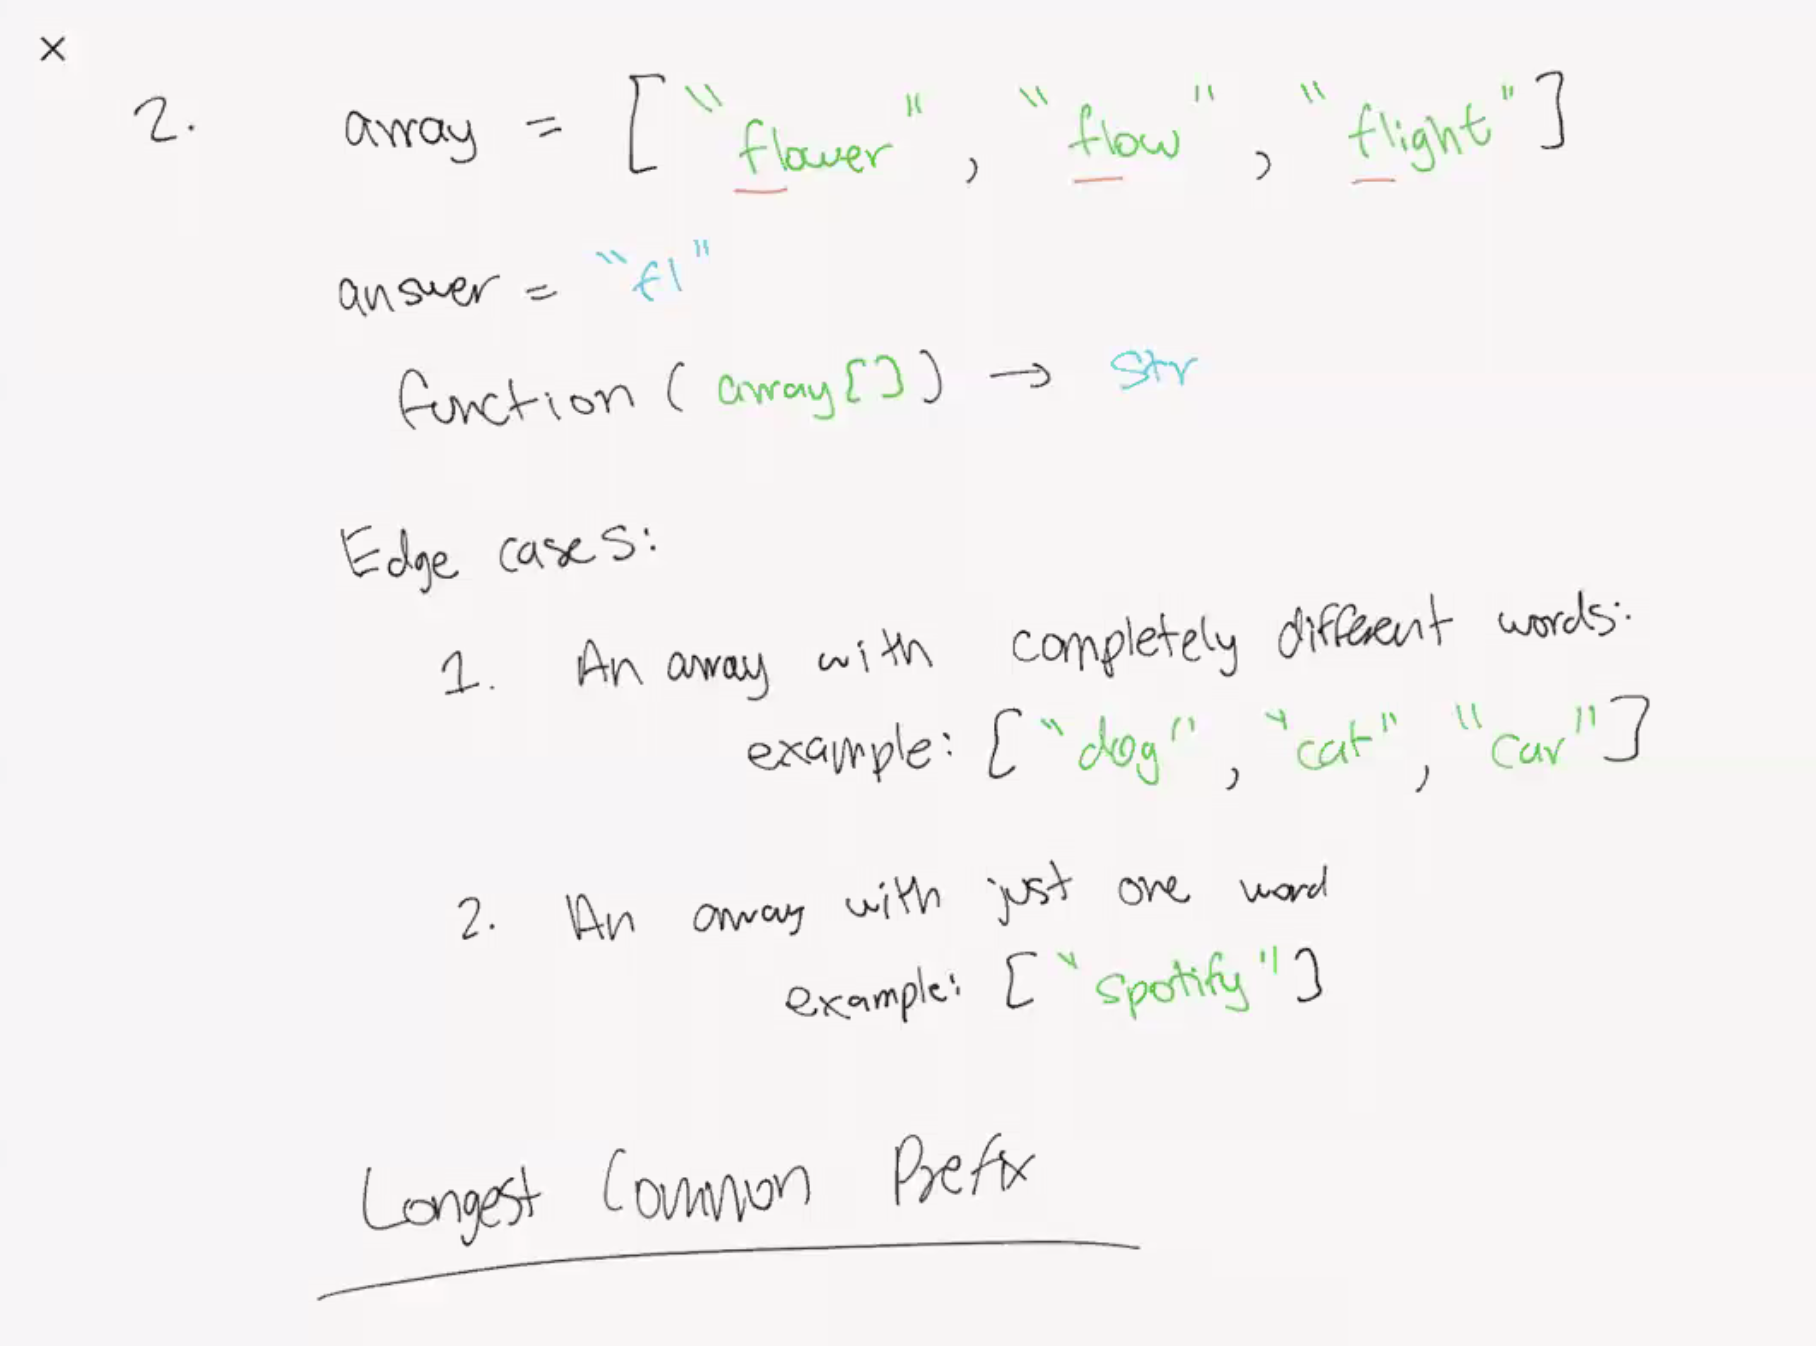 2. array = ["flower", "flow", "flight"]
answer = "fl"
function (array[]) → Str
Edge cases:
1. An array with completely different words:
example: ["dog", "cat", "car"]
2. An array with just one word
example: ["spotify"]
Longest Common Prefix